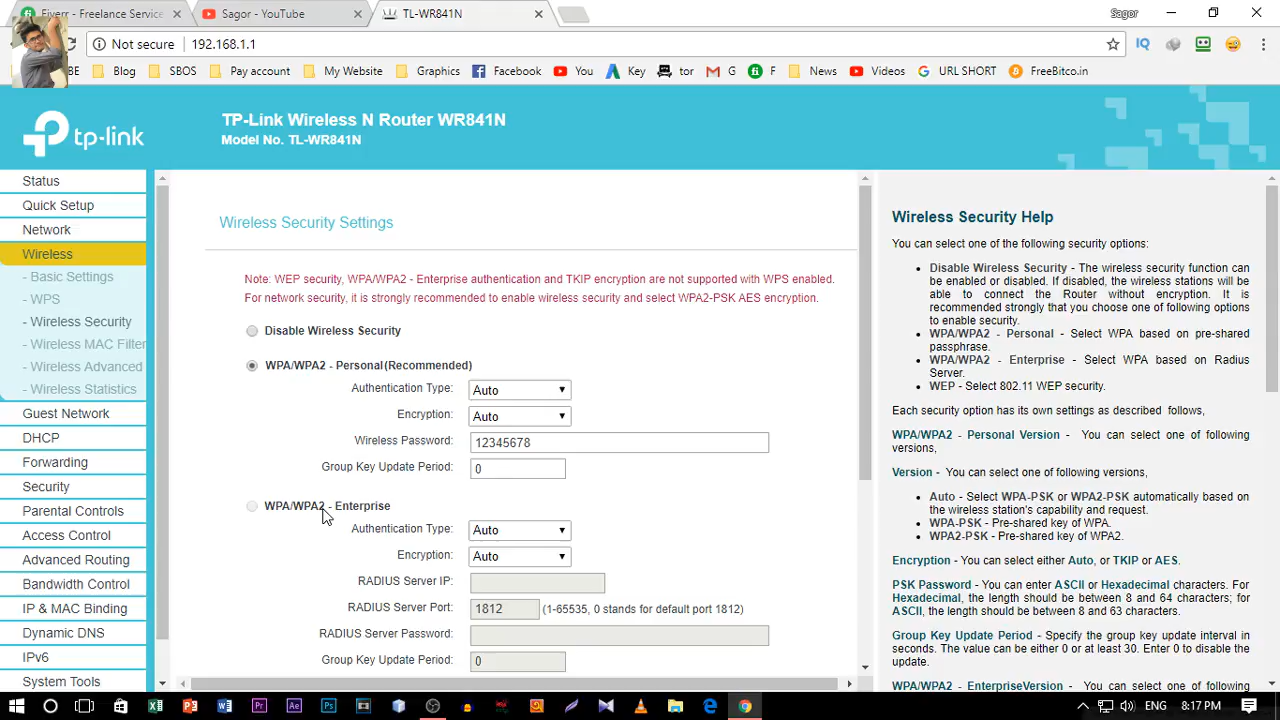 Fiverr - Freelance Service
Sagor - YouTube
TL-WR841N
Sagor
Not secure
192.168.1.1
BE
Blog
SBOS
Pay account
My Website
Graphics
Facebook
You
Key
tor
G
F
News
Videos
URL SHORT
FreeBitco.in
tp-link
TP-Link Wireless N Router WR841N
Model No. TL-WR841N
Status
Quick Setup
Network
Wireless
- Basic Settings
- WPS
- Wireless Security
- Wireless MAC Filter
- Wireless Advanced
- Wireless Statistics
Guest Network
DHCP
Forwarding
Security
Parental Controls
Access Control
Advanced Routing
Bandwidth Control
IP & MAC Binding
Dynamic DNS
IPv6
System Tools
Wireless Security Settings
Note: WEP security, WPA/WPA2 - Enterprise authentication and TKIP encryption are not supported with WPS enabled.
For network security, it is strongly recommended to enable wireless security and select WPA2-PSK AES encryption.
Disable Wireless Security
WPA/WPA2 - Personal(Recommended)
Authentication Type: Auto
Encryption: Auto
Wireless Password: 12345678
Group Key Update Period: 0
WPA/WPA2 - Enterprise
Authentication Type: Auto
Encryption: Auto
RADIUS Server IP:
RADIUS Server Port: 1812 (1-65535, 0 stands for default port 1812)
RADIUS Server Password:
Group Key Update Period: 0
Wireless Security Help
You can select one of the following security options:
Disable Wireless Security - The wireless security function can
be enabled or disabled. If disabled, the wireless stations will be
able to connect the Router without encryption. It is
recommended strongly that you choose one of following options
to enable security.
WPA/WPA2 - Personal - Select WPA based on pre-shared
passphrase.
WPA/WPA2 - Enterprise - Select WPA based on Radius
Server.
WEP - Select 802.11 WEP security.
Each security option has its own settings as described follows,
WPA/WPA2 - Personal Version - You can select one of following
versions,
Version - You can select one of following versions,
Auto - Select WPA-PSK or WPA2-PSK automatically based on
the wireless station's capability and request.
WPA-PSK - Pre-shared key of WPA.
WPA2-PSK - Pre-shared key of WPA2.
Encryption - You can select either Auto, or TKIP or AES.
PSK Password - You can enter ASCII or Hexadecimal characters. For
Hexadecimal, the length should be between 8 and 64 characters; for
ASCII, the length should be between 8 and 63 characters.
Group Key Update Period - Specify the group key update interval in
seconds. The value can be either 0 or at least 30. Enter 0 to disable the
update.
WPA/WPA2 - EnterpriseVersion - You can select one of following
ENG
8:17 PM